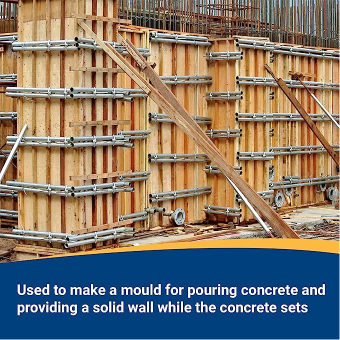 Used to make a mould for pouring concrete and
providing a solid wall while the concrete sets